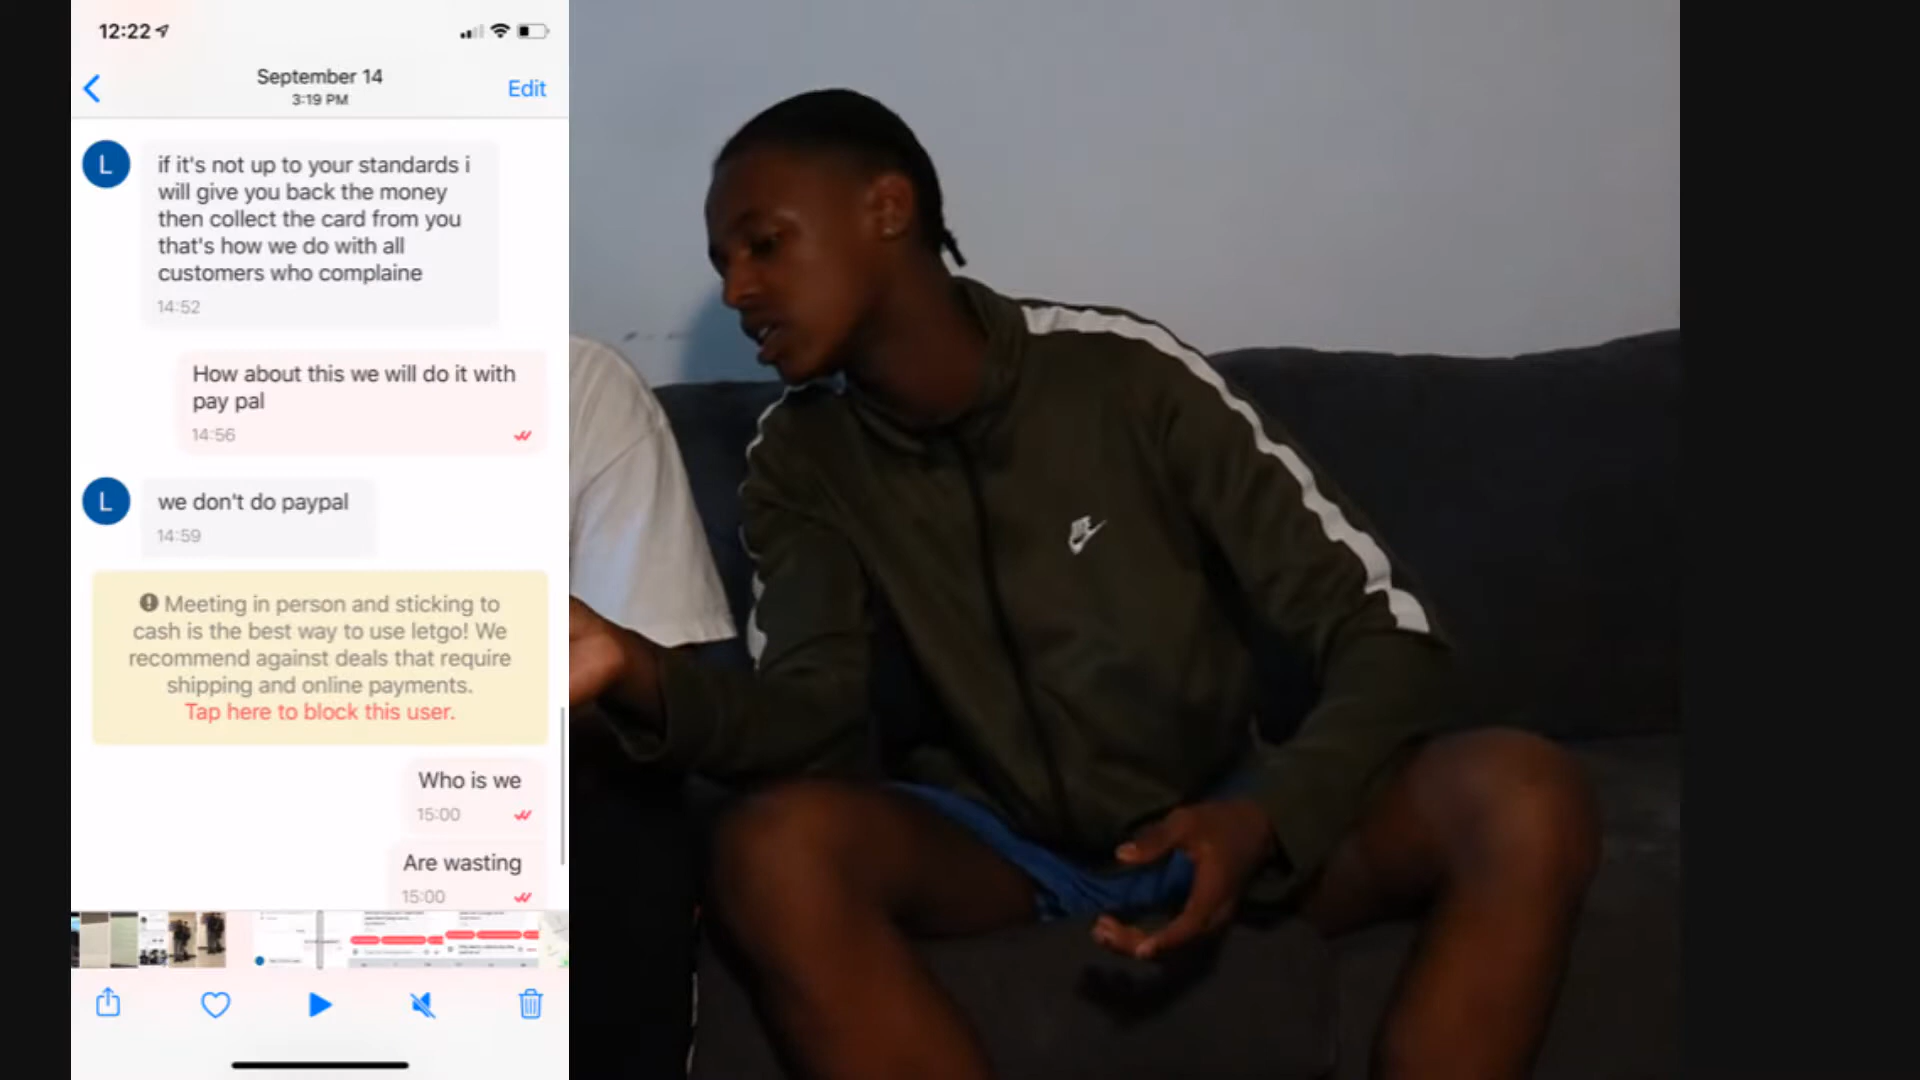 12:22
September 14
3:19 PM
Edit
L
if it's not up to your standards i
will give you back the money
then collect the card from you
that's how we do with all
customers who complaine
14:52
How about this we will do it with
pay pal
14:56
L
we don't do paypal
14:59
Meeting in person and sticking to
cash is the best way to use letgo! We
recommend against deals that require
shipping and online payments.
Tap here to block this user.
Who is we
15:00
Are wasting
15:00
NIKE